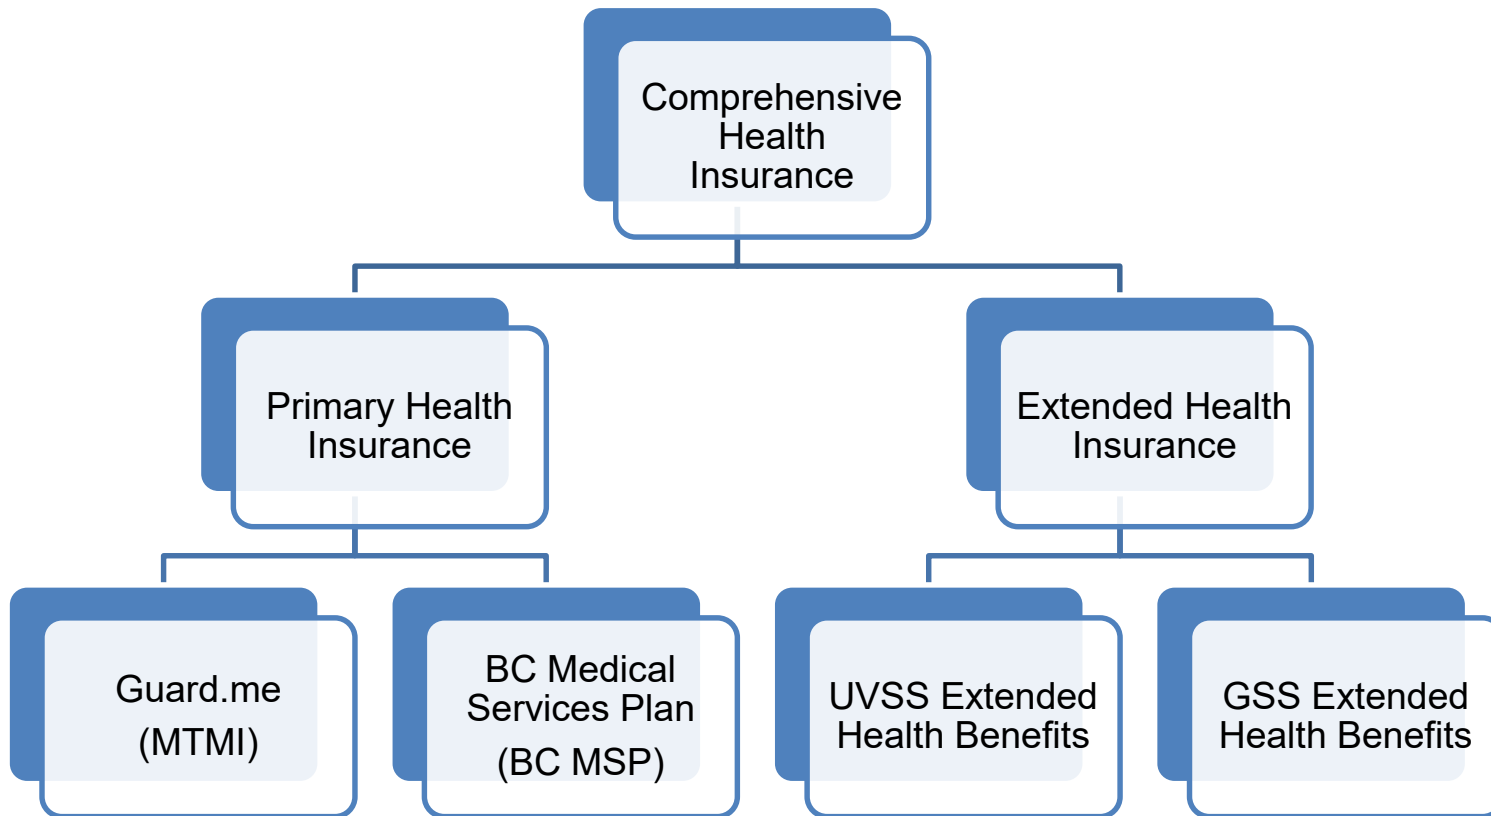 Comprehensive
Health
Insurance
Primary Health
Insurance
Extended Health
Insurance
Guard.me
(MTMI)
BC Medical
Services Plan
(BC MSP)
UVSS Extended
Health Benefits
GSS Extended
Health Benefits